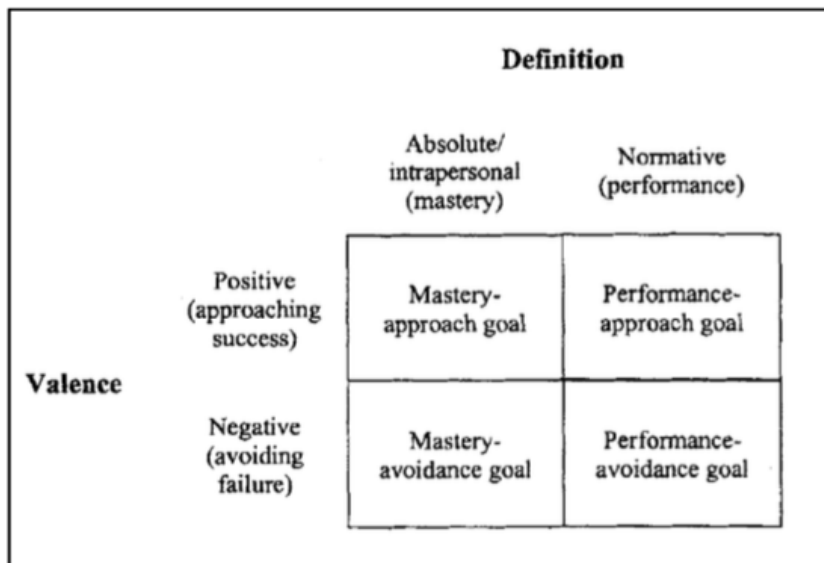 Definition
Absolute/
intrapersonal
(mastery)
Normative
(performance)
Positive
(approaching
success)
Mastery-
approach goal
Performance-
approach goal
Valence
Negative
(avoiding
failure)
Mastery-
avoidance goal
Performance-
avoidance goal